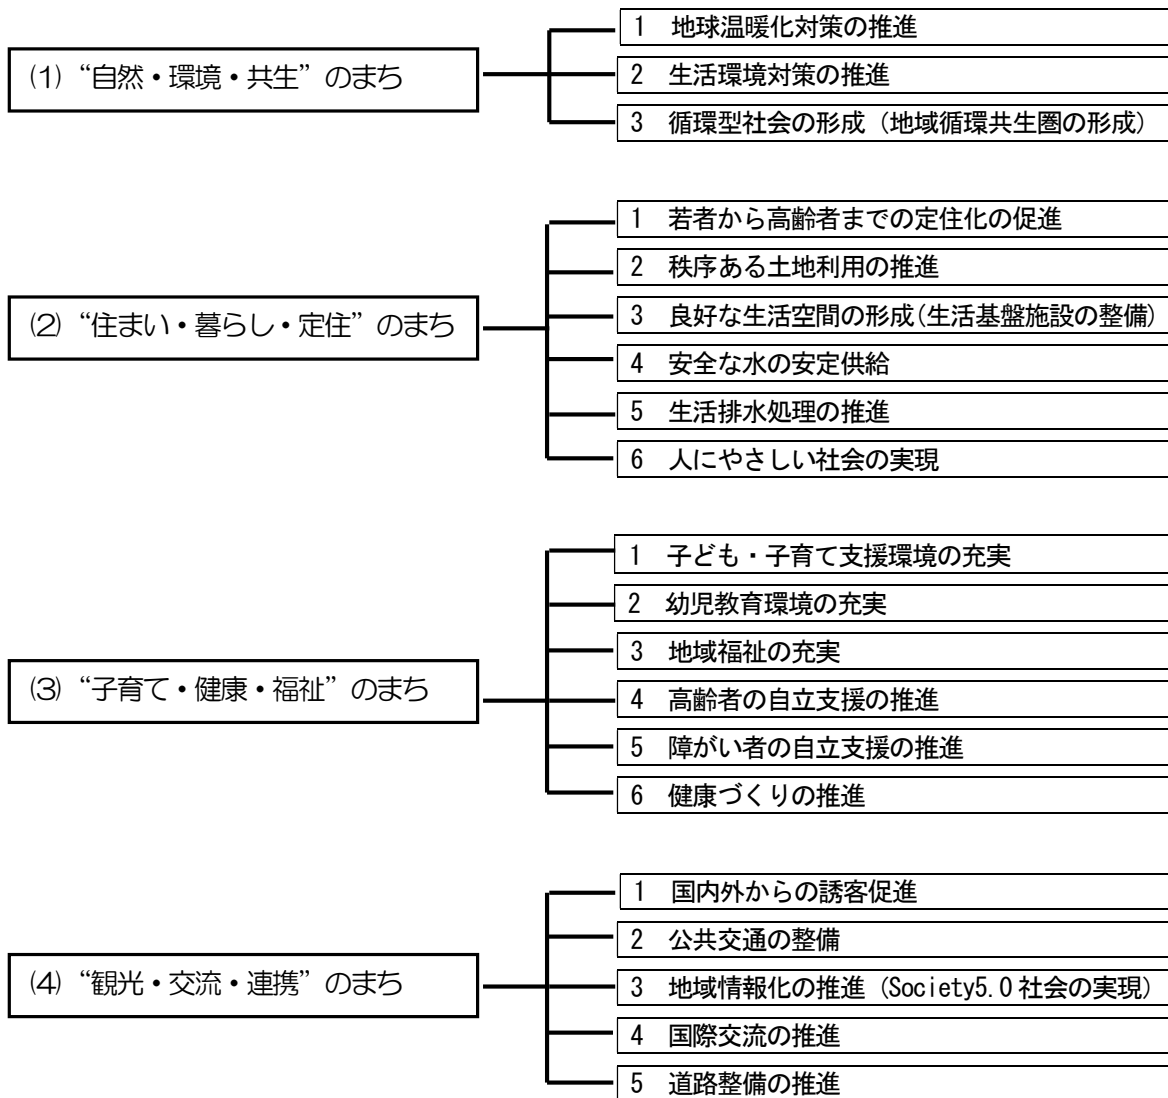 ⑴ “自然・環境・共生” のまち
1 地球温暖化対策の推進
2 生活環境対策の推進
3 循環型社会の形成（地域循環共生圏の形成）
⑵ “住まい・暮らし・定住” のまち
1 若者から高齢者までの定住化の促進
2 秩序ある土地利用の推進
3 良好な生活空間の形成(生活基盤施設の整備)
4 安全な水の安定供給
5 生活排水処理の推進
6 人にやさしい社会の実現
⑶ “子育て・健康・福祉” のまち
1 子ども・子育て支援環境の充実
2 幼児教育環境の充実
3 地域福祉の充実
4 高齢者の自立支援の推進
5 障がい者の自立支援の推進
6 健康づくりの推進
⑷ “観光・交流・連携” のまち
1 国内外からの誘客促進
2 公共交通の整備
3 地域情報化の推進（Society5.0社会の実現）
4 国際交流の推進
5 道路整備の推進